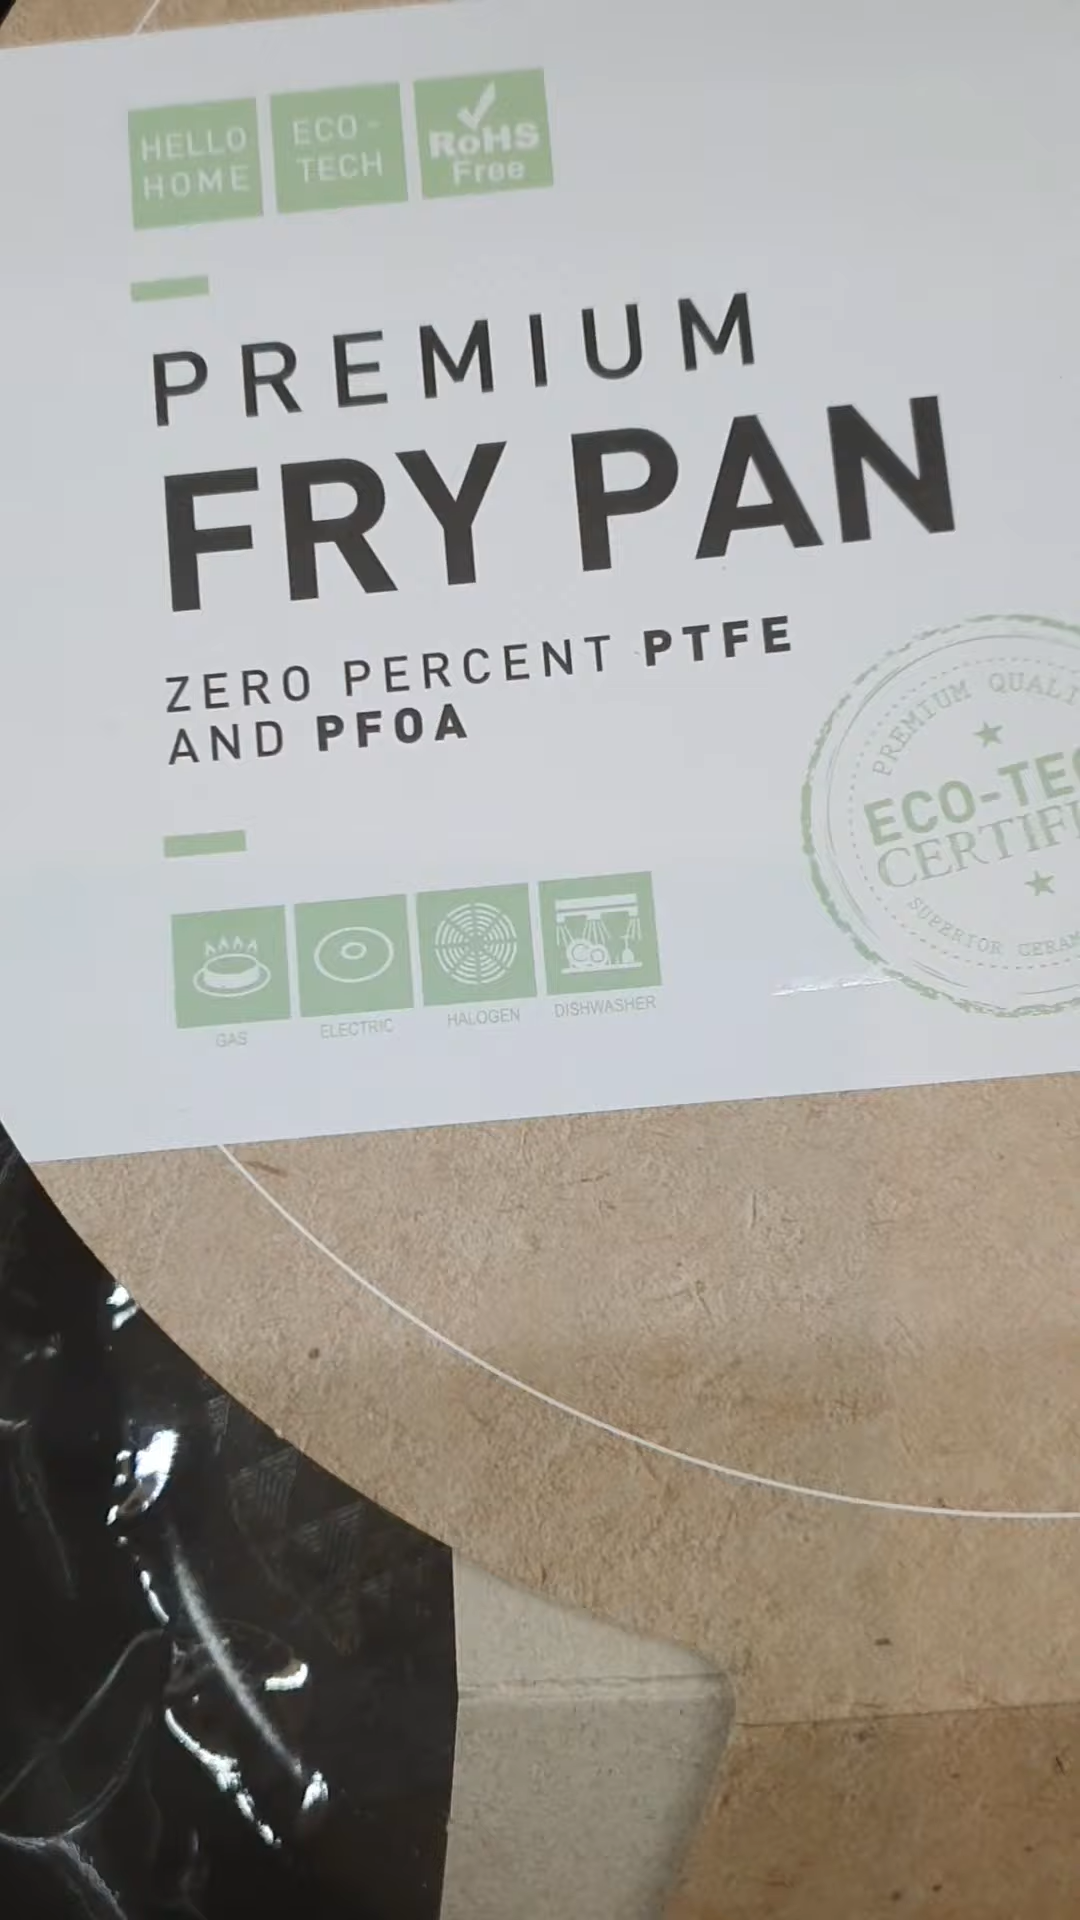 HELLO
HOME
ECO-
TECH
RoHS
Free
PREMIUM
FRY PAN
ZERO PERCENT PTFE
AND PFOA
PREMIUM
ECO-
SUPERIOR
GAS
ELECTRIC
HALOGEN
DISHWASHER